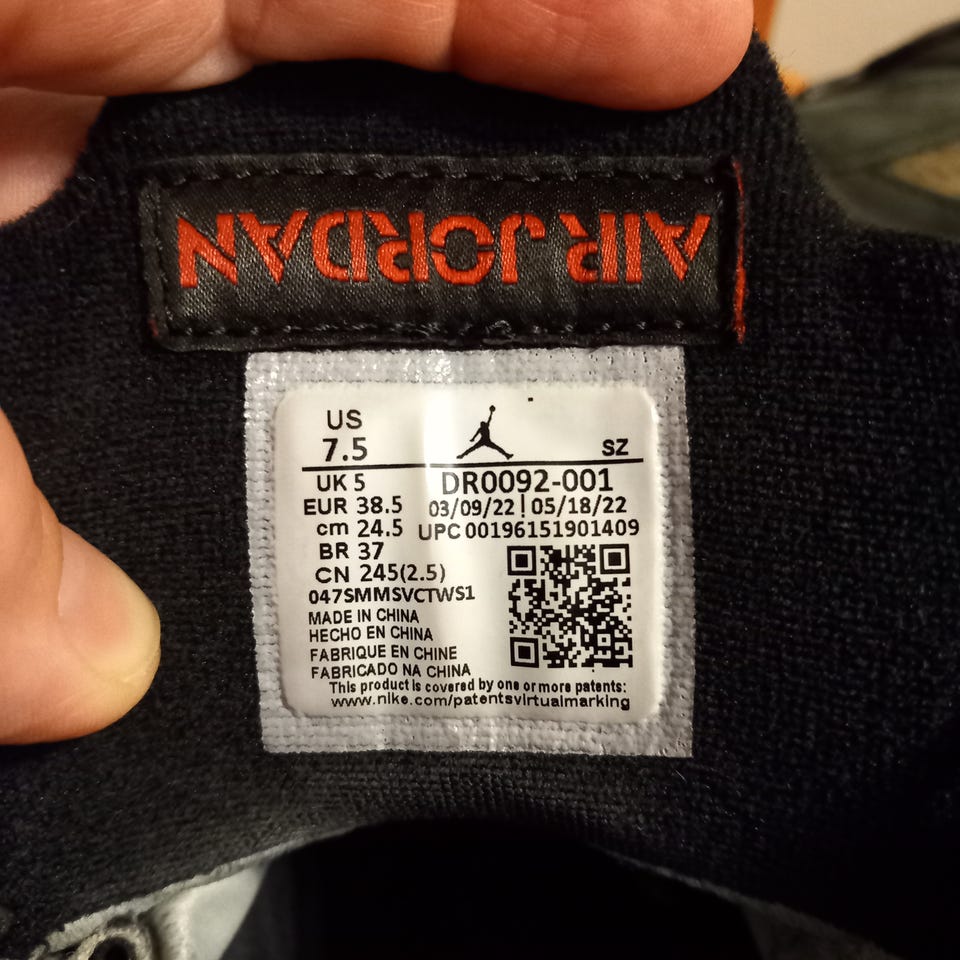 AIR JORDAN
US
7.5
SZ
UK 5
DR0092-001
EUR 38.5
03/09/22 | 05/18/22
cm 24.5
UPC 00196151901409
BR 37
CN 245(2.5)
047SMMSVCTWS1
MADE IN CHINA
HECHO EN CHINA
FABRIQUE EN CHINE
FABRICADO NA CHINA
This product is covered by one or more patents:
www.nike.com/patentsvirtualmarking